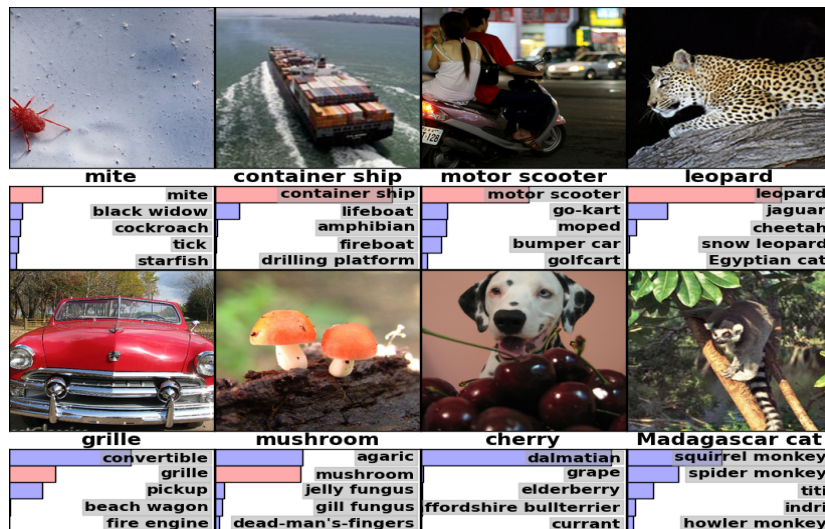 mite
container ship
motor scooter
leopard
mite
black widow
cockroach
tick
starfish
container ship
lifeboat
amphibian
fireboat
drilling platform
motor scooter
go-kart
moped
bumper car
golfcart
leopard
jaguar
cheetah
snow leopard
Egyptian cat
grille
mushroom
cherry
Madagascar cat
convertible
grille
pickup
beach wagon
fire engine
agaric
mushroom
jelly fungus
gill fungus
dead-man's-fingers
dalmatian
grape
elderberry
ffordshire bullterrier
currant
squirrel monkey
spider monkey
titi
indri
howler monkey